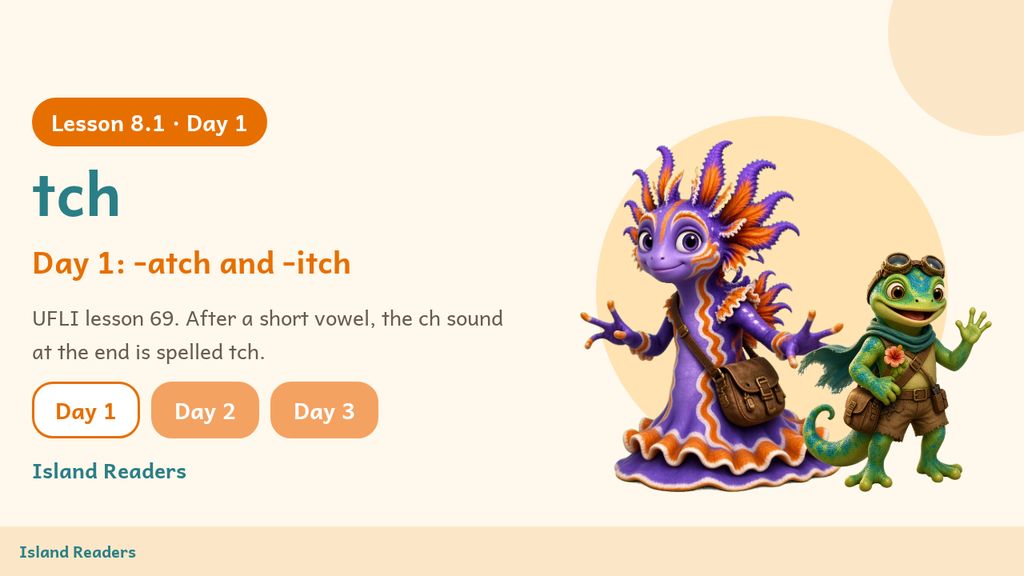 Lesson 8.1 · Day 1
tch
Day 1: -atch and -itch
UFLI lesson 69. After a short vowel, the ch sound
at the end is spelled tch.
Day 1 Day 2 Day 3
Island Readers
Island Readers